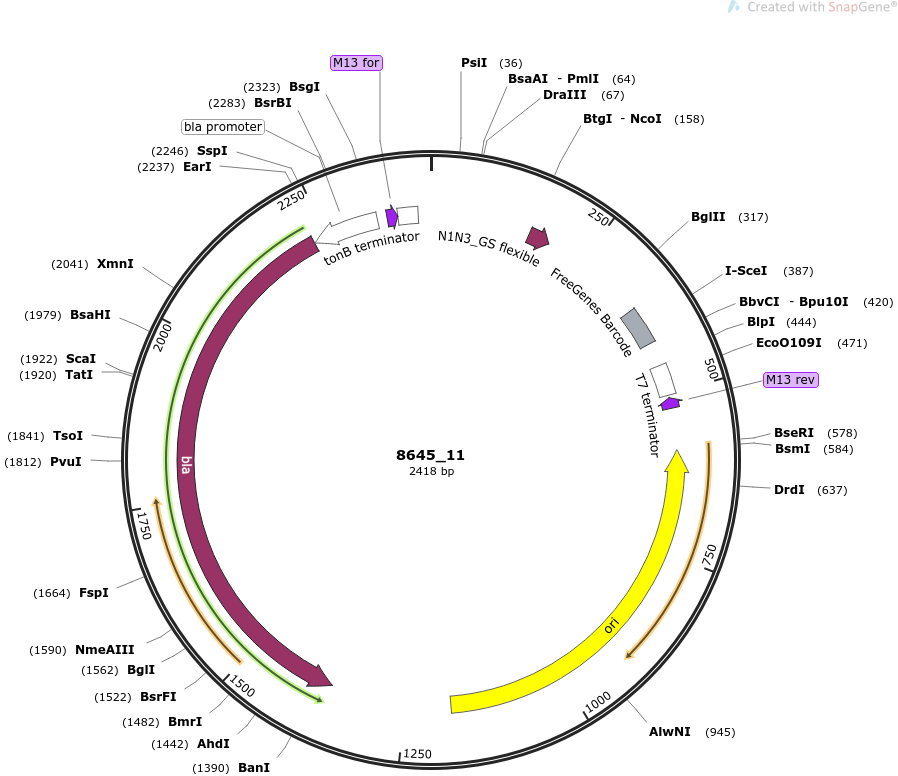 Created with SnapGene®
M13 for
PsiI (36)
BsaAI - PmlI (64)
DraIII (67)
BtgI - NcoI (158)
BglII (317)
I-SceI (387)
BbvCI - Bpu10I (420)
BlpI (444)
EcoO109I (471)
M13 rev
BseRI (578)
BsmI (584)
DrdI (637)
AlwNI (945)
(1390) BanI
(1442) AhdI
(1482) BmrI
(1522) BsrFI
(1562) BglI
(1590) NmeAIII
(1664) FspI
(1812) PvuI
(1841) TsoI
(1920) TatI
(1922) ScaI
(1979) BsaHI
(2041) XmnI
(2237) EarI
(2246) SspI
bla promoter
(2283) BsrBI
(2323) BsgI
250
500
750
1000
1250
1500
1750
2000
2250
tonB terminator
N1N3_GS flexible
FreeGenes Barcode
T7 terminator
ori
bla
8645_11
2418 bp